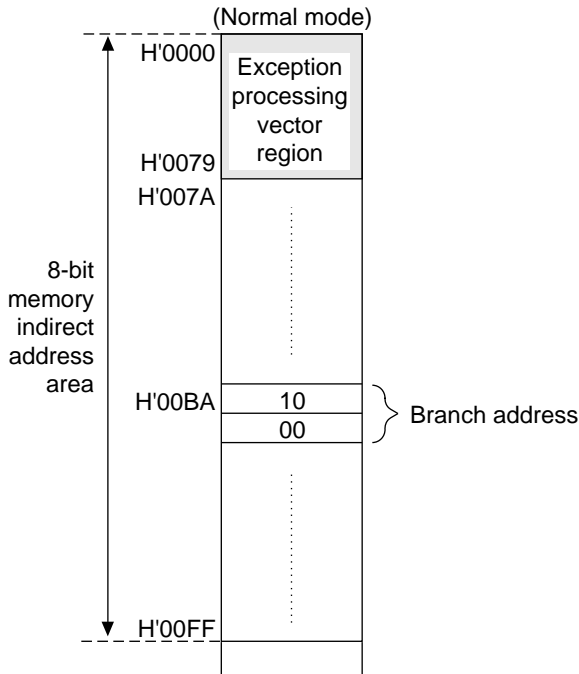 (Normal mode)
H'0000
Exception
processing
vector
region
H'0079
H'007A
8-bit
memory
indirect
address
area
H'00BA
10
00
Branch address
H'00FF